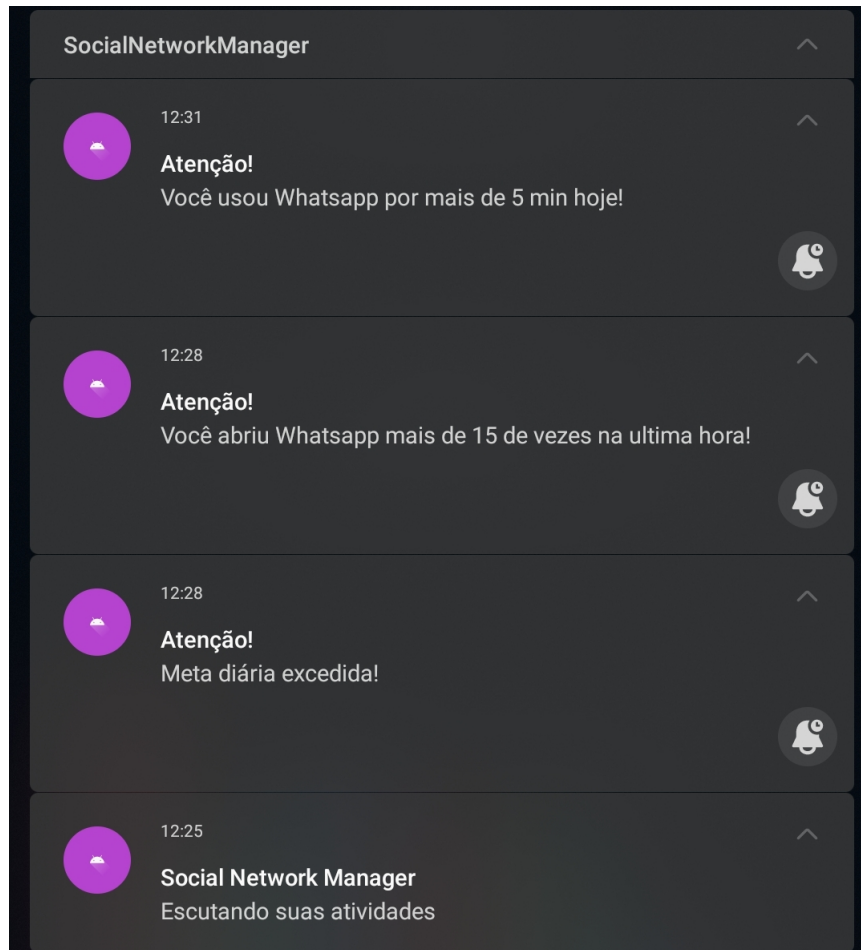 SocialNetworkManager
12:31
Atenção!
Você usou Whatsapp por mais de 5 min hoje!
12:28
Atenção!
Você abriu Whatsapp mais de 15 de vezes na ultima hora!
12:28
Atenção!
Meta diária excedida!
12:25
Social Network Manager
Escutando suas atividades